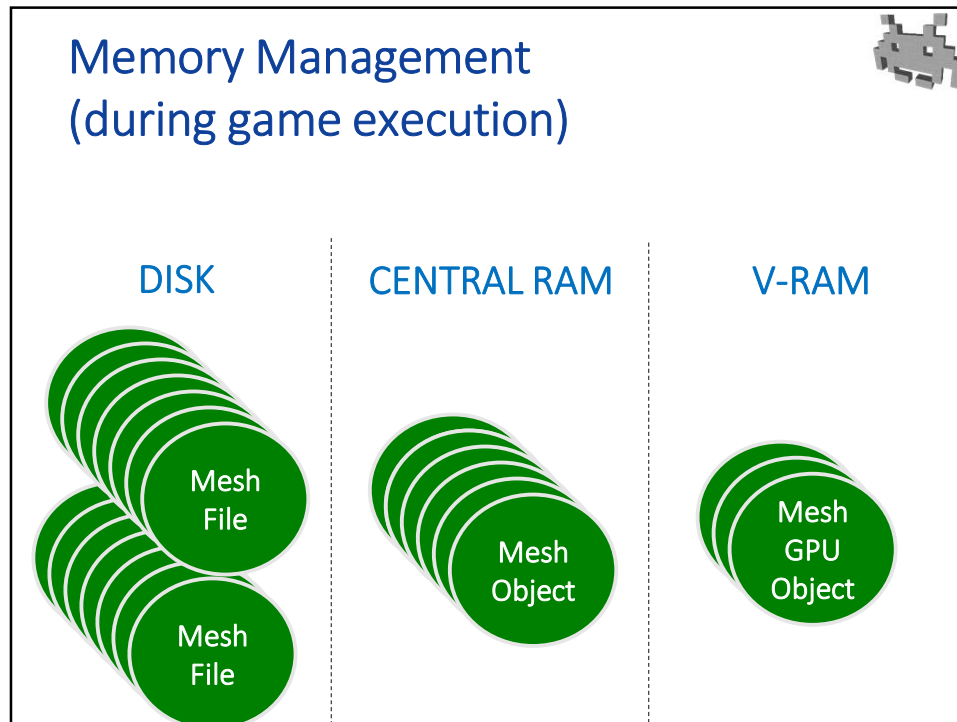 Memory Management
(during game execution)
DISK
CENTRAL RAM
V-RAM
Mesh
File
Mesh
File
Mesh
Object
Mesh
GPU
Object